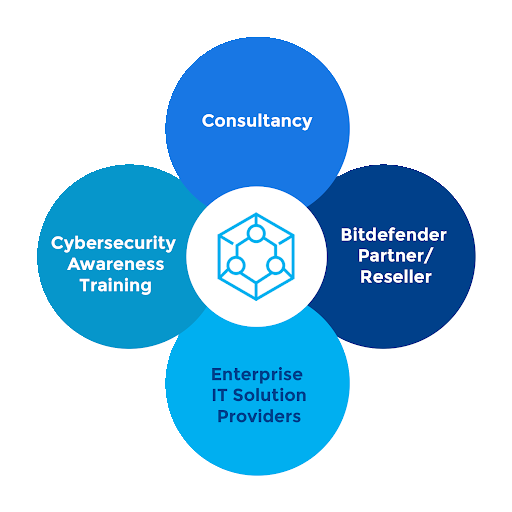 Consultancy
Cybersecurity
Awareness
Training
Bitdefender
Partner/
Reseller
Enterprise
IT Solution
Providers